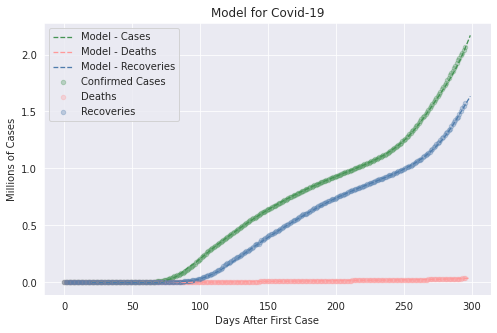 Model for Covid-19
Model - Cases
Model - Deaths
Model - Recoveries
Confirmed Cases
Deaths
Recoveries
Millions of Cases
2.0
1.5
1.0
0.5
0.0
0 50 100 150 200 250 300
Days After First Case